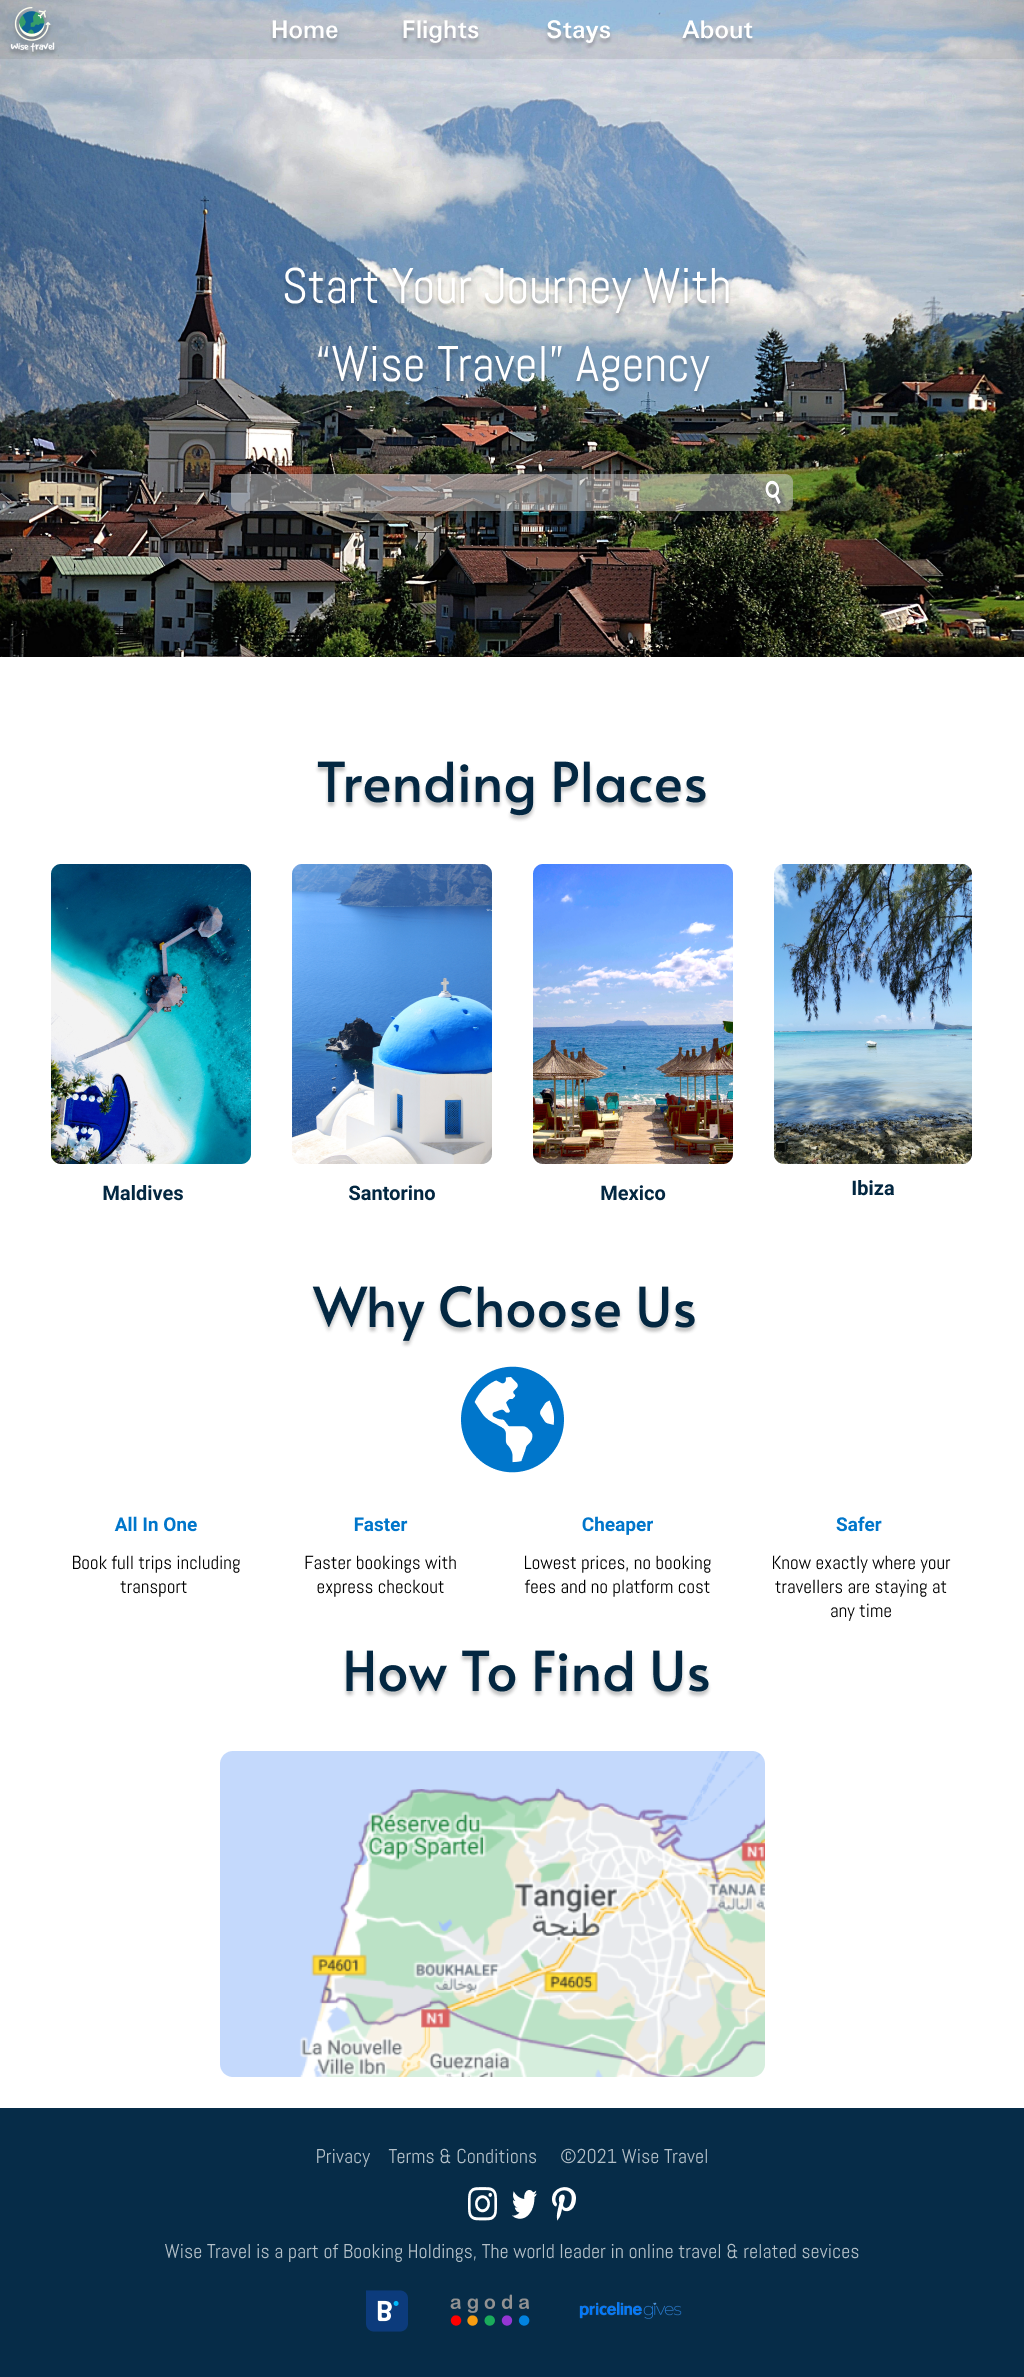 Wise travel
Home Flights Stays About
Start Your Journey With
“Wise Travel” Agency
Trending Places
Maldives Santorino Mexico Ibiza
Why Choose Us
All In One
Book full trips including
transport
Faster
Faster bookings with
express checkout
Cheaper
Lowest prices, no booking
fees and no platform cost
Safer
Know exactly where your
travellers are staying at
any time
How To Find Us
Réserve du
Cap Spartel
N1
Tangier
طنجة
TANJA
البالية
P4601
BOUKHALEF
بوخالف
P4605
N1
La Nouvelle
Ville Ibn
Gueznaia
Privacy Terms & Conditions ©2021 Wise Travel
Wise Travel is a part of Booking Holdings, The world leader in online travel & related sevices
B.
agoda
pricelinegives